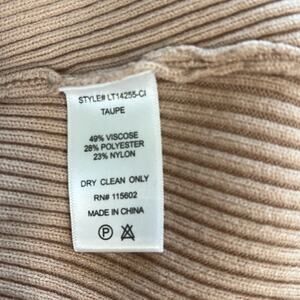 STYLE# LT14255-CI
TAUPE
49% VISCOSE
28% POLYESTER
23% NYLON
DRY CLEAN ONLY
RN# 115602
MADE IN CHINA
P